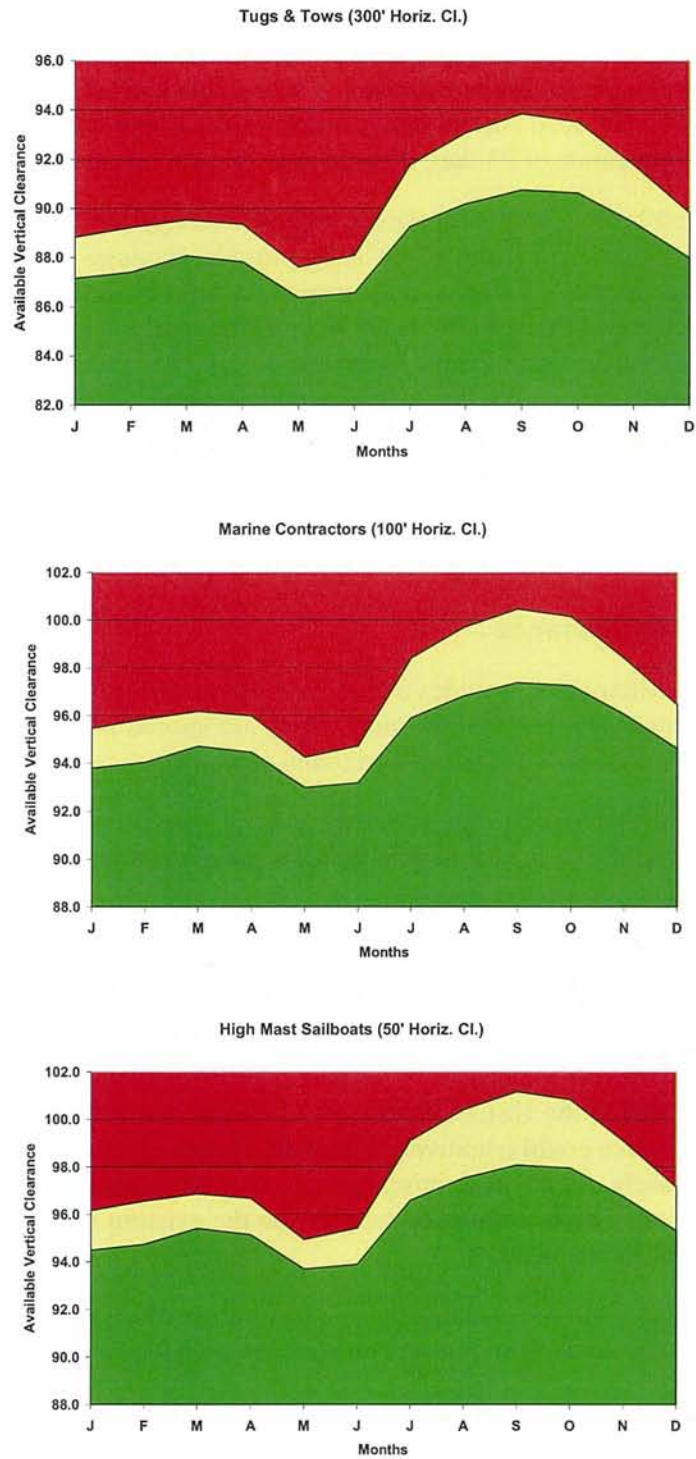 Tugs & Tows (300' Horiz. Cl.)
96.0
94.0
92.0
90.0
88.0
86.0
84.0
82.0
Available Vertical Clearance
J F M A M J J A S O N D
Months
Marine Contractors (100' Horiz. Cl.)
102.0
100.0
98.0
96.0
94.0
92.0
90.0
88.0
Available Vertical Clearance
J F M A M J J A S O N D
Months
High Mast Sailboats (50' Horiz. Cl.)
102.0
100.0
98.0
96.0
94.0
92.0
90.0
88.0
Available Vertical Clearance
J F M A M J J A S O N D
Months